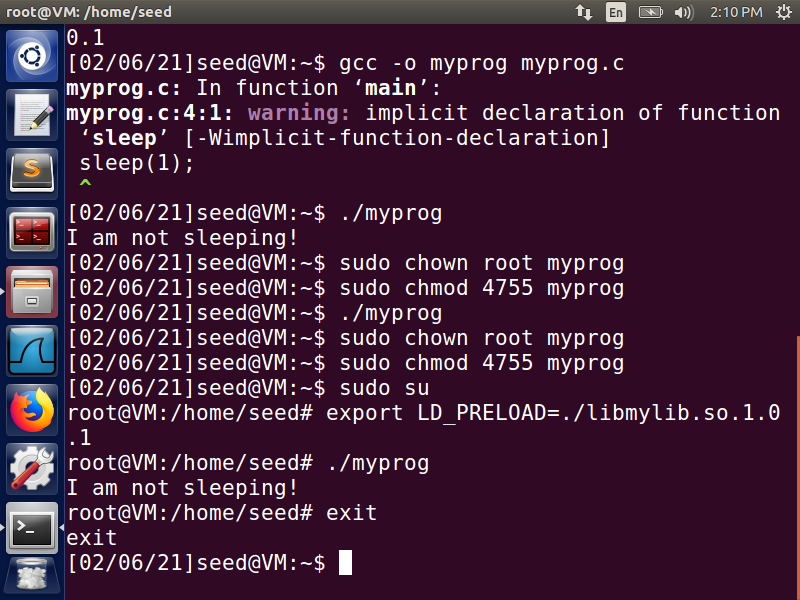 root@VM: /home/seed
En
2:10 PM
0.1
[02/06/21]seed@VM:~$ gcc -o myprog myprog.c
myprog.c: In function ‘main’:
myprog.c:4:1: warning: implicit declaration of function
‘sleep’ [-Wimplicit-function-declaration]
sleep(1);
^
[02/06/21]seed@VM:~$ ./myprog
I am not sleeping!
[02/06/21]seed@VM:~$ sudo chown root myprog
[02/06/21]seed@VM:~$ sudo chmod 4755 myprog
[02/06/21]seed@VM:~$ ./myprog
[02/06/21]seed@VM:~$ sudo chown root myprog
[02/06/21]seed@VM:~$ sudo chmod 4755 myprog
[02/06/21]seed@VM:~$ sudo su
root@VM:/home/seed# export LD_PRELOAD=./libmylib.so.1.0
.1
root@VM:/home/seed# ./myprog
I am not sleeping!
root@VM:/home/seed# exit
exit
[02/06/21]seed@VM:~$